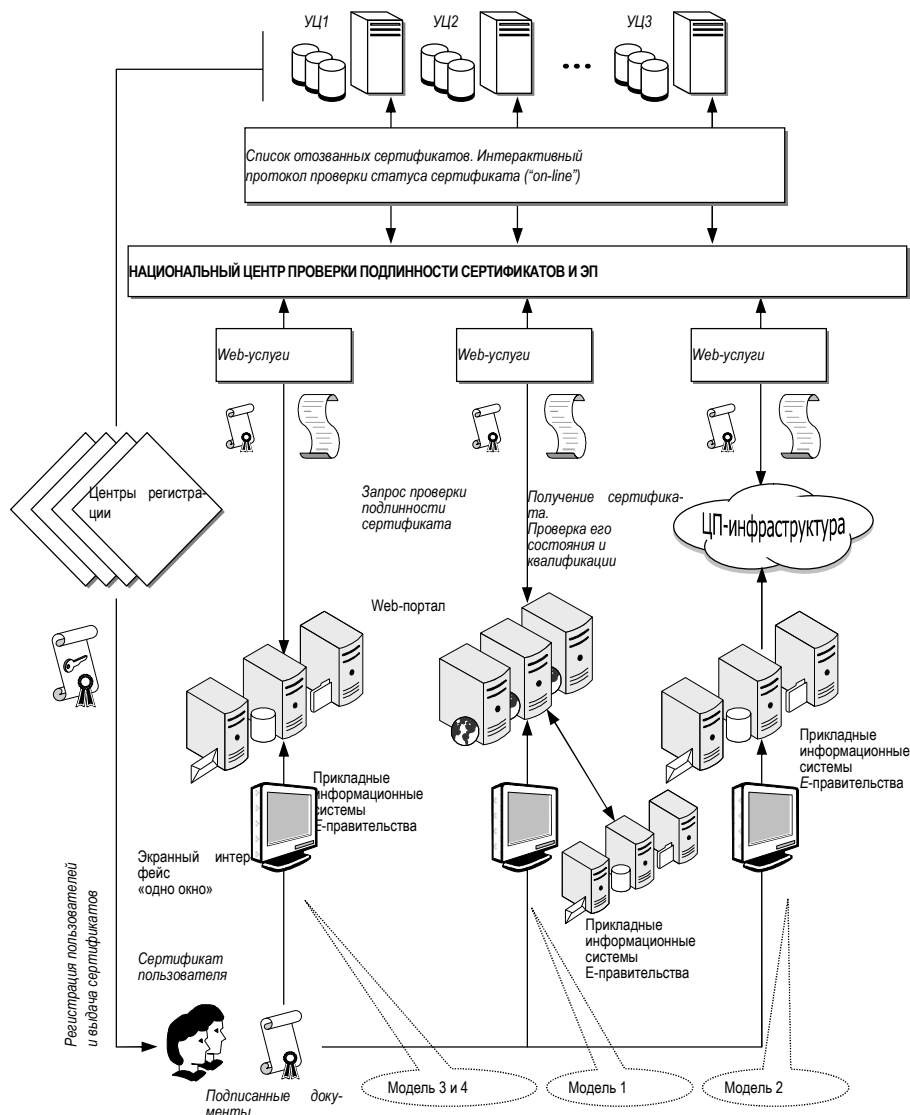 УЦ1
УЦ2
УЦ3
Список отозванных сертификатов. Интерактивный
протокол проверки статуса сертификата (“on-line”)
НАЦИОНАЛЬНЫЙ ЦЕНТР ПРОВЕРКИ ПОДЛИННОСТИ СЕРТИФИКАТОВ И ЭП
Web-услуги
Web-услуги
Web-услуги
Центры регистра-
ции
Запрос проверки
подлинности
сертификата
Получение сертифика-
та.
Проверка его
состояния и
квалификации
ЦП-инфраструктура
Web-портал
Прикладные
информационные
системы
Е-правительства
Прикладные
информационные
системы
Е-правительства
Экранный интер-
фейс
«одно окно»
Прикладные
информационные
системы
Е-правительства
Регистрация пользователей
и выдача сертификатов
Сертификат
пользователя
Подписанные доку-
менты
Модель 3 и 4
Модель 1
Модель 2